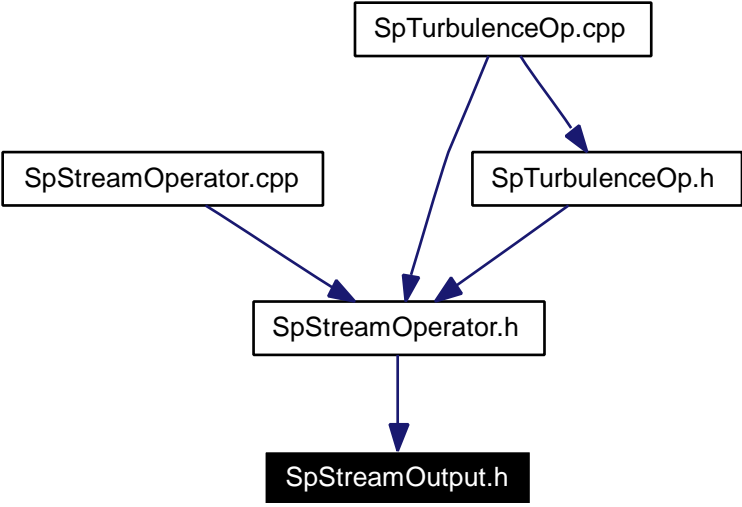 SpTurbulenceOp.cpp
SpStreamOperator.cpp
SpTurbulenceOp.h
SpStreamOperator.h
SpStreamOutput.h